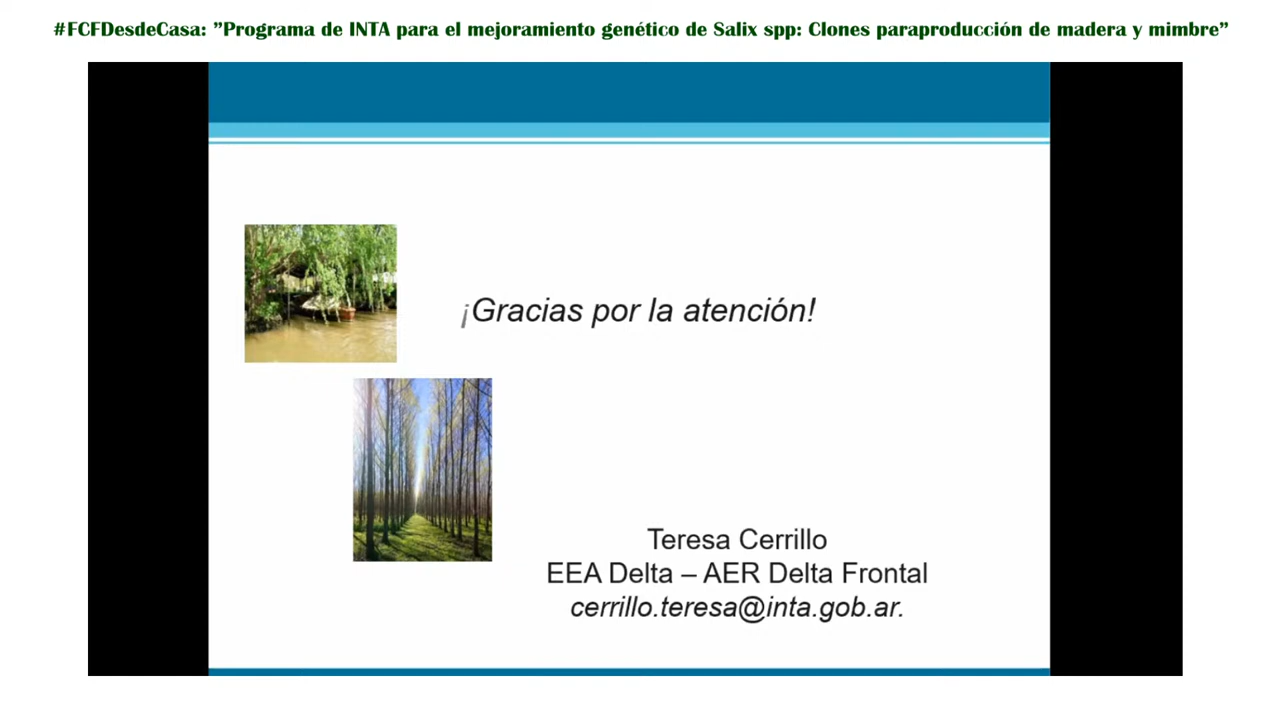 #FCFDesdeCasa: ”Programa de INTA para el mejoramiento genético de Salix spp: Clones paraproducción de madera y mimbre”
¡Gracias por la atención!
Teresa Cerrillo
EEA Delta – AER Delta Frontal
cerrillo.teresa@inta.gob.ar.